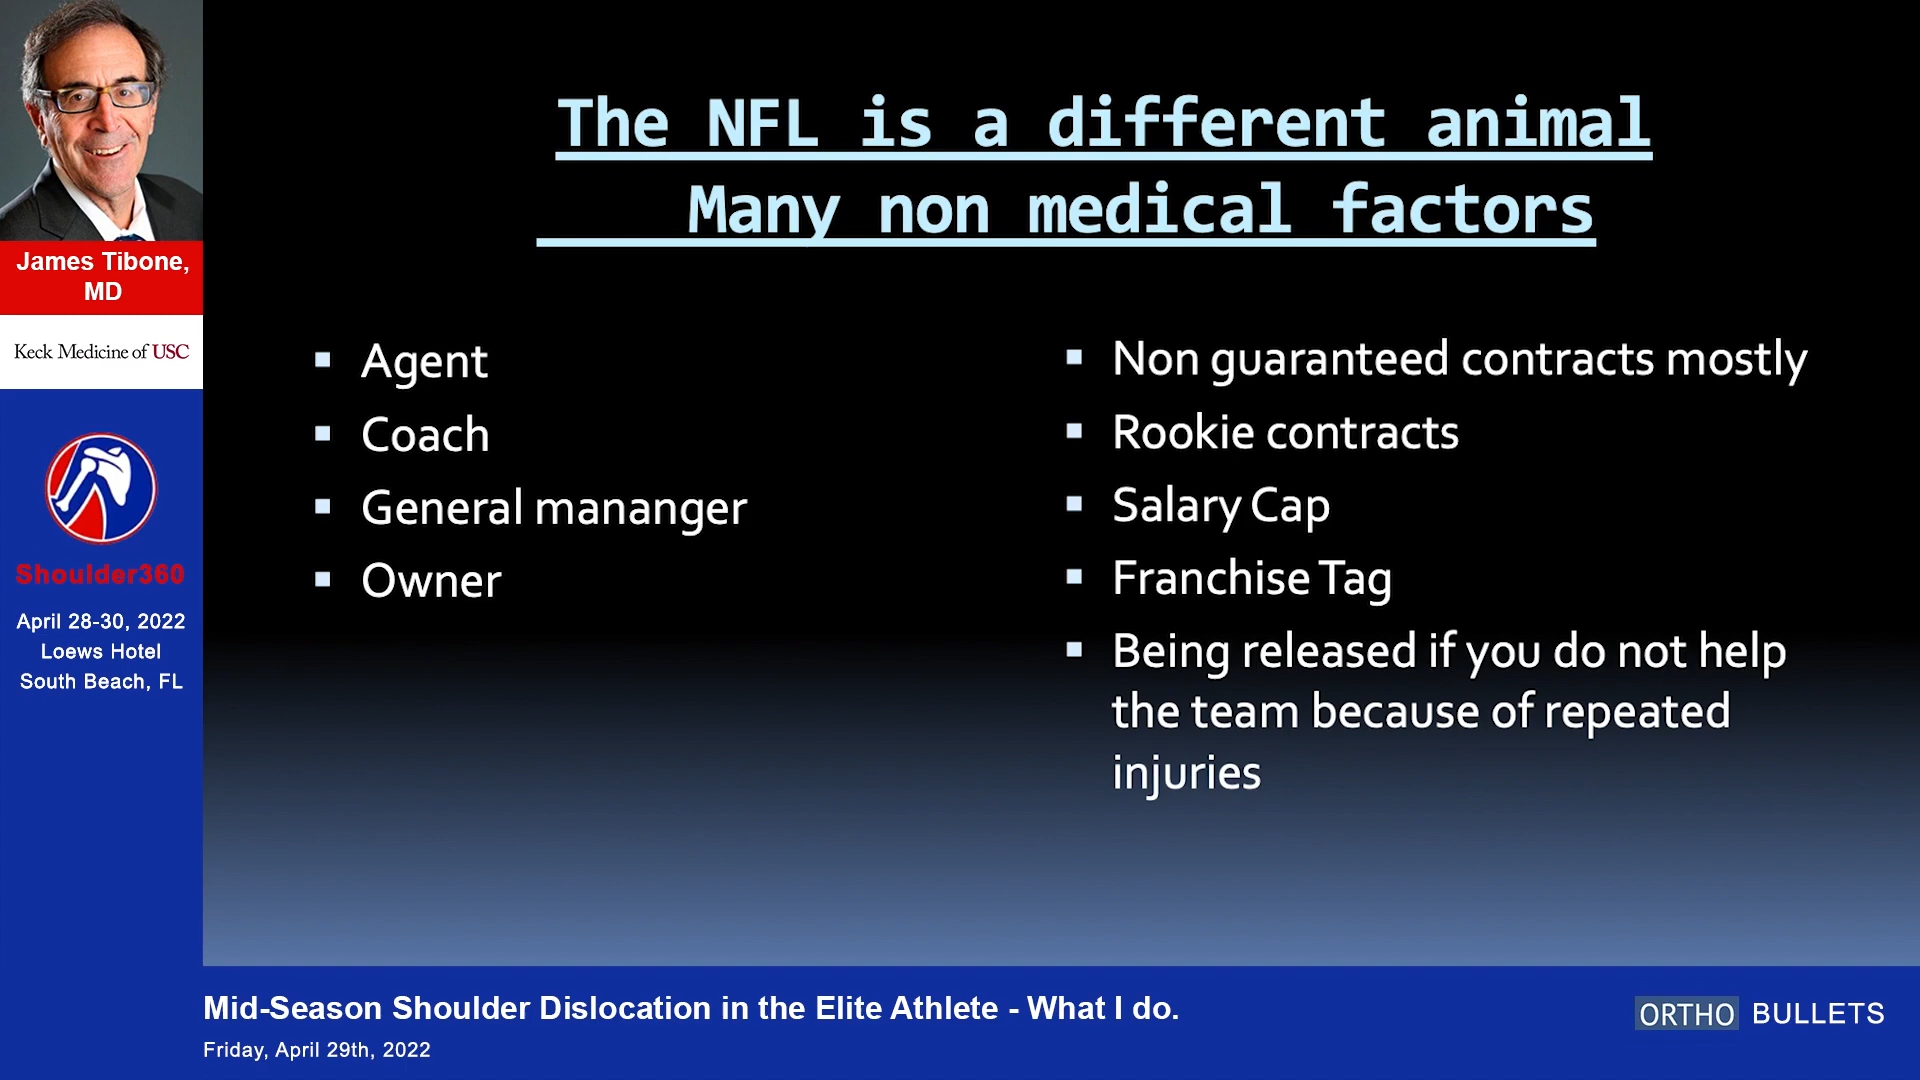 James Tibone,
MD
Keck Medicine of USC
Shoulder360
April 28-30, 2022
Loews Hotel
South Beach, FL
The NFL is a different animal
Many non medical factors
Agent
Coach
General mananger
Owner
Non guaranteed contracts mostly
Rookie contracts
Salary Cap
Franchise Tag
Being released if you do not help
the team because of repeated
injuries
Mid-Season Shoulder Dislocation in the Elite Athlete - What I do.
Friday, April 29th, 2022
ORTHO BULLETS